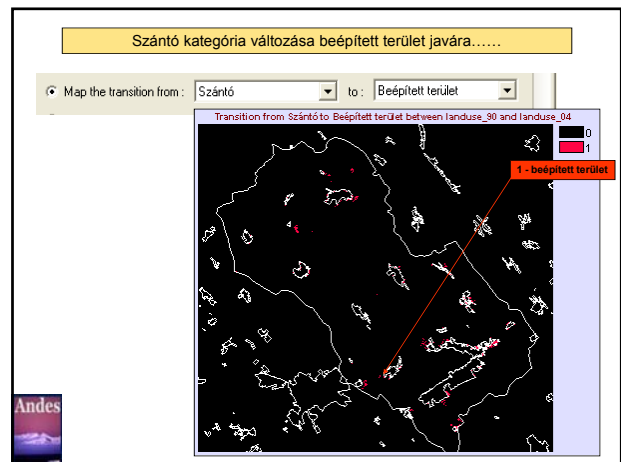 Szántó kategória változása beépített terület javára……
Map the transition from : Szántó to : Beépített terület
Transition from Szántó to Beépített terület between landuse_90 and landuse_04
0
1
1 - beépített terület
Andes